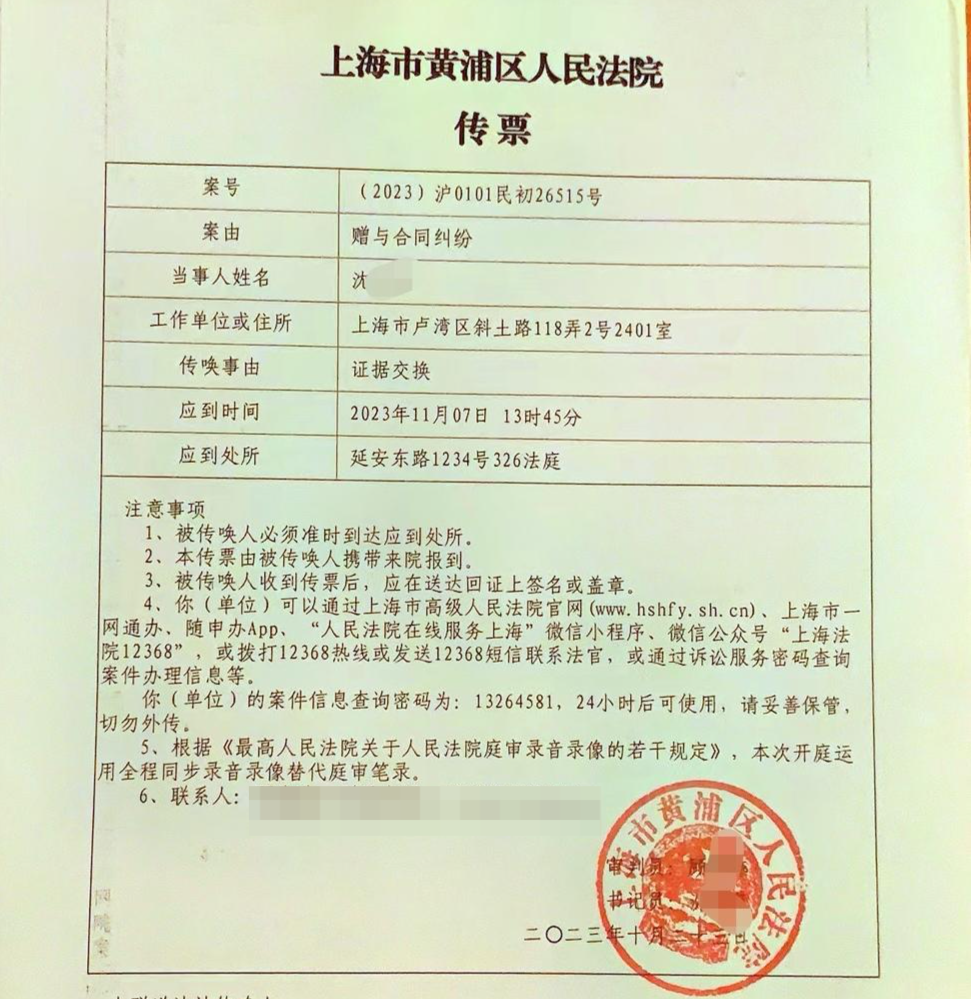 上海市黄浦区人民法院
传票
案号 （2023）沪0101民初26515号
案由 赠与合同纠纷
当事人姓名 沈
工作单位或住所 上海市卢湾区斜土路118弄2号2401室
传唤事由 证据交换
应到时间 2023年11月07日 13时45分
应到处所 延安东路1234号326法庭
注意事项
1、被传唤人必须准时到达应到处所。
2、本传票由被传唤人携带来院报到。
3、被传唤人收到传票后，应在送达回证上签名或盖章。
4、你（单位）可以通过上海市高级人民法院官网(www.hshfy.sh.cn)、上海市一
网通办、随申办App、“人民法院在线服务上海”微信小程序、微信公众号“上海法
院12368”，或拨打12368热线或发送12368短信联系法官，或通过诉讼服务密码查询
案件办理信息等。
你（单位）的案件信息查询密码为：13264581，24小时后可使用，请妥善保管，
切勿外传。
5、根据《最高人民法院关于人民法院庭审录音录像的若干规定》，本次开庭运
用全程同步录音录像替代庭审笔录。
6、联系人：
审判员：顾
书记员：
二〇二三年十月二十三日
海市黄浦区人民法院